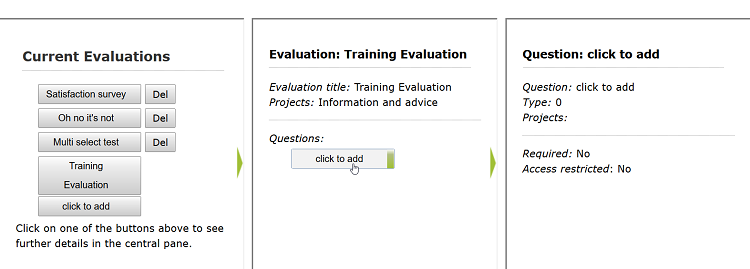 Current Evaluations
Satisfaction survey Del
Oh no it's not Del
Multi select test Del
Training
Evaluation
click to add
Click on one of the buttons above to see
further details in the central pane.
Evaluation: Training Evaluation
Evaluation title: Training Evaluation
Projects: Information and advice
Questions:
click to add
Question: click to add
Question: click to add
Type: 0
Projects:
Required: No
Access restricted: No